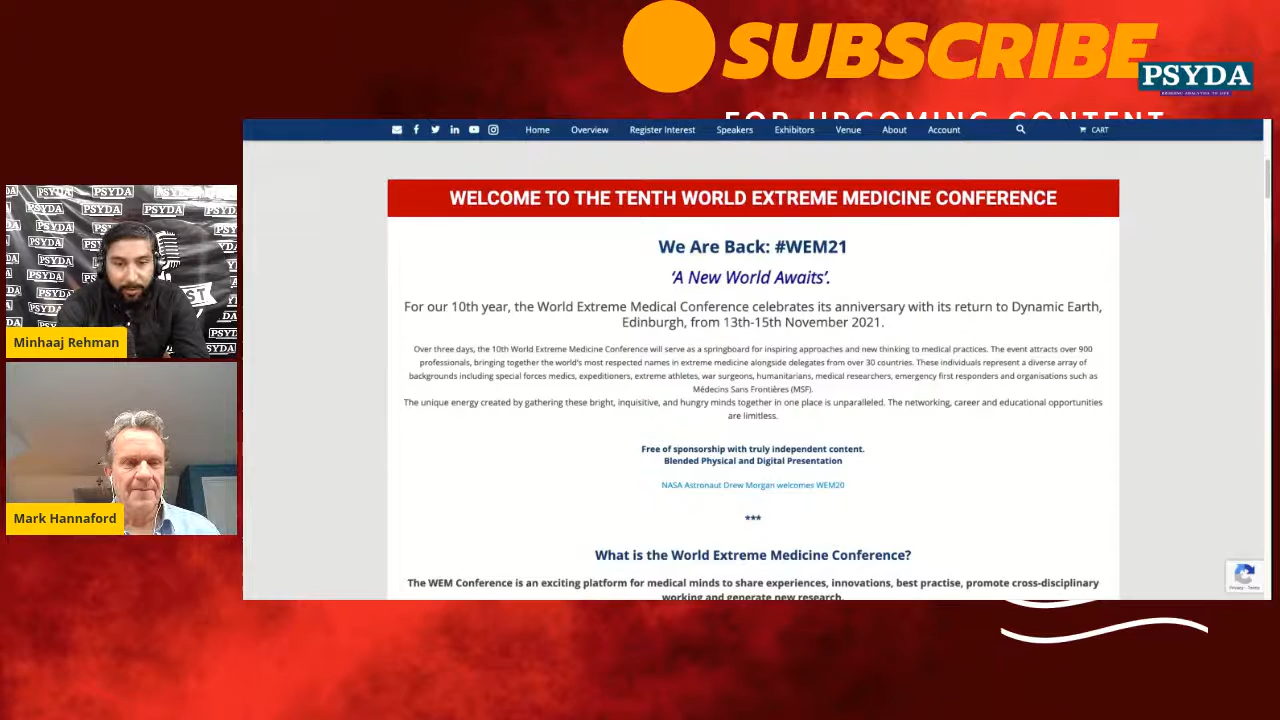 SUBSCRIBE
PSYDA
FOR UPCOMING CONTENT
Home Overview Register Interest Speakers Exhibitors Venue About Account CART
WELCOME TO THE TENTH WORLD EXTREME MEDICINE CONFERENCE
We Are Back: #WEM21
‘A New World Awaits’.
For our 10th year, the World Extreme Medical Conference celebrates its anniversary with its return to Dynamic Earth,
Edinburgh, from 13th-15th November 2021.
Over three days, the 10th World Extreme Medicine Conference will serve as a springboard for inspiring approaches and new thinking to medical practices. The event attracts over 900
professionals, bringing together the world's most respected names in extreme medicine alongside delegates from over 30 countries. These individuals represent a diverse array of
backgrounds including special forces medics, expeditioners, extreme athletes, war surgeons, humanitarians, medical researchers, emergency first responders and organisations such as
Médecins Sans Frontières (MSF).
The unique energy created by gathering these bright, inquisitive, and hungry minds together in one place is unparalleled. The networking, career and educational opportunities
are limitless.
Free of sponsorship with truly independent content.
Blended Physical and Digital Presentation
NASA Astronaut Drew Morgan welcomes WEM20
***
What is the World Extreme Medicine Conference?
The WEM Conference is an exciting platform for medical minds to share experiences, innovations, best practise, promote cross-disciplinary
working and generate new research.
Privacy - Terms
Minhaaj Rehman
Mark Hannaford